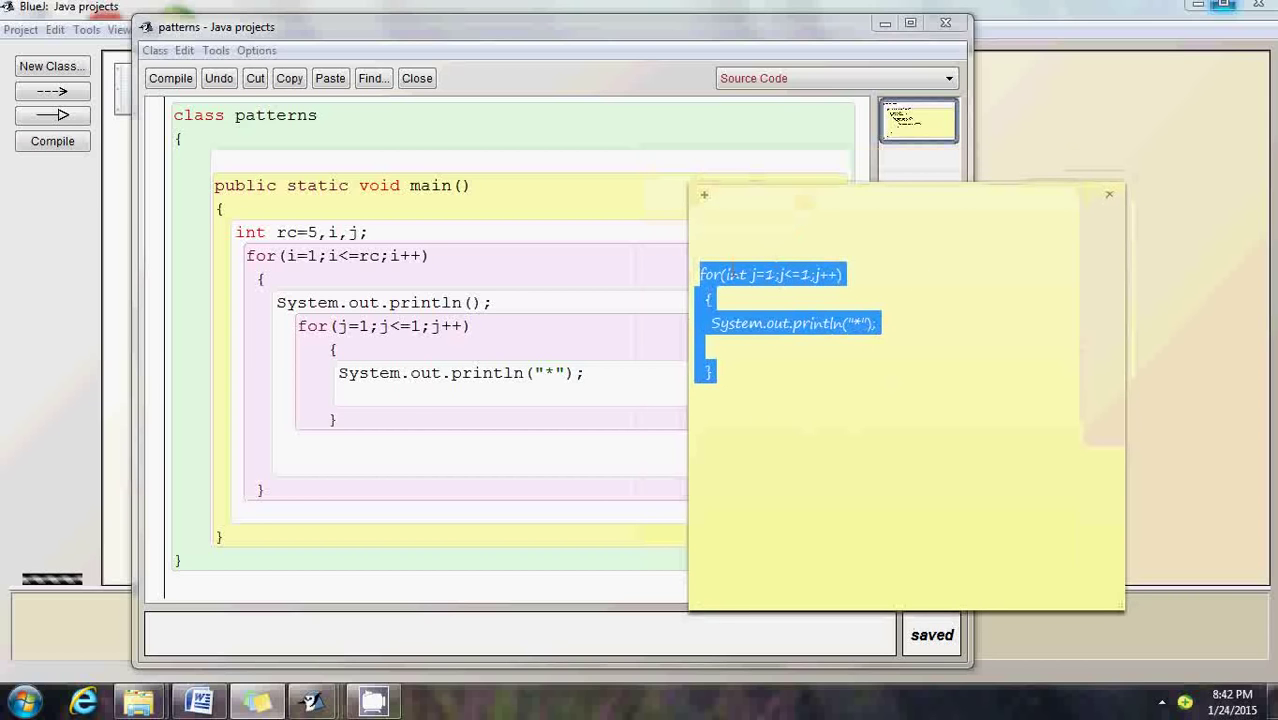 BlueJ: Java projects
Project Edit Tools View
New Class...
Compile
patterns - Java projects
Class Edit Tools Options
Compile Undo Cut Copy Paste Find... Close
Source Code
class patterns
{
public static void main()
{
int rc=5,i,j;
for(i=1;i<=rc;i++)
{
System.out.println();
for(j=1;j<=1;j++)
{
System.out.println("*");
}
}
}
}
+
for(int j=1;j<=1;j++)
{
System.out.println("*");
}
saved
8:42 PM
1/24/2015